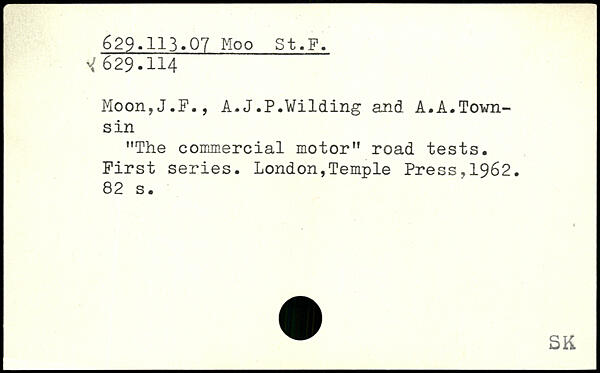 629.113.07 Moo St.F.
629.114
Moon,J.F., A.J.P.Wilding and A.A.Town-
sin
"The commercial motor" road tests.
First series. London,Temple Press,1962.
82 s.
SK